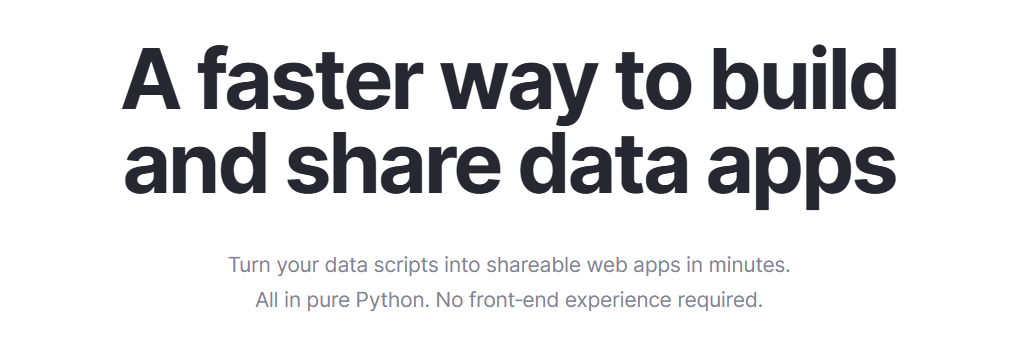 A faster way to build
and share data apps
Turn your data scripts into shareable web apps in minutes.
All in pure Python. No front‑end experience required.